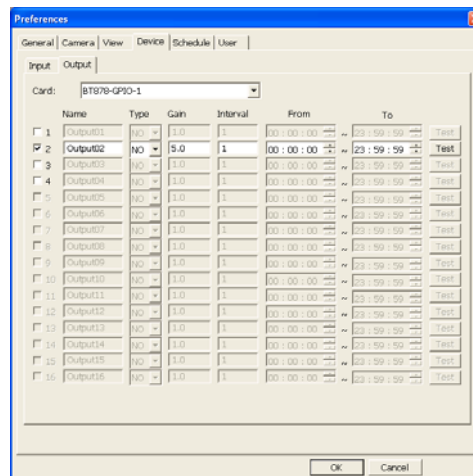 Preferences
General Camera View Device Schedule User
Input Output
Card: BT878-GPIO-1
Name Type Gain Interval From To
1 Output01 NO 1.0 1 00 : 00 : 00 ~ 23 : 59 : 59 Test
2 Output02 NO 5.0 1 00 : 00 : 00 ~ 23 : 59 : 59 Test
3 Output03 NO 1.0 1 00 : 00 : 00 ~ 23 : 59 : 59 Test
4 Output04 NO 1.0 1 00 : 00 : 00 ~ 23 : 59 : 59 Test
5 Output05 NO 1.0 1 00 : 00 : 00 ~ 23 : 59 : 59 Test
6 Output06 NO 1.0 1 00 : 00 : 00 ~ 23 : 59 : 59 Test
7 Output07 NO 1.0 1 00 : 00 : 00 ~ 23 : 59 : 59 Test
8 Output08 NO 1.0 1 00 : 00 : 00 ~ 23 : 59 : 59 Test
9 Output09 NO 1.0 1 00 : 00 : 00 ~ 23 : 59 : 59 Test
10 Output10 NO 1.0 1 00 : 00 : 00 ~ 23 : 59 : 59 Test
11 Output11 NO 1.0 1 00 : 00 : 00 ~ 23 : 59 : 59 Test
12 Output12 NO 1.0 1 00 : 00 : 00 ~ 23 : 59 : 59 Test
13 Output13 NO 1.0 1 00 : 00 : 00 ~ 23 : 59 : 59 Test
14 Output14 NO 1.0 1 00 : 00 : 00 ~ 23 : 59 : 59 Test
15 Output15 NO 1.0 1 00 : 00 : 00 ~ 23 : 59 : 59 Test
16 Output16 NO 1.0 1 00 : 00 : 00 ~ 23 : 59 : 59 Test
OK Cancel